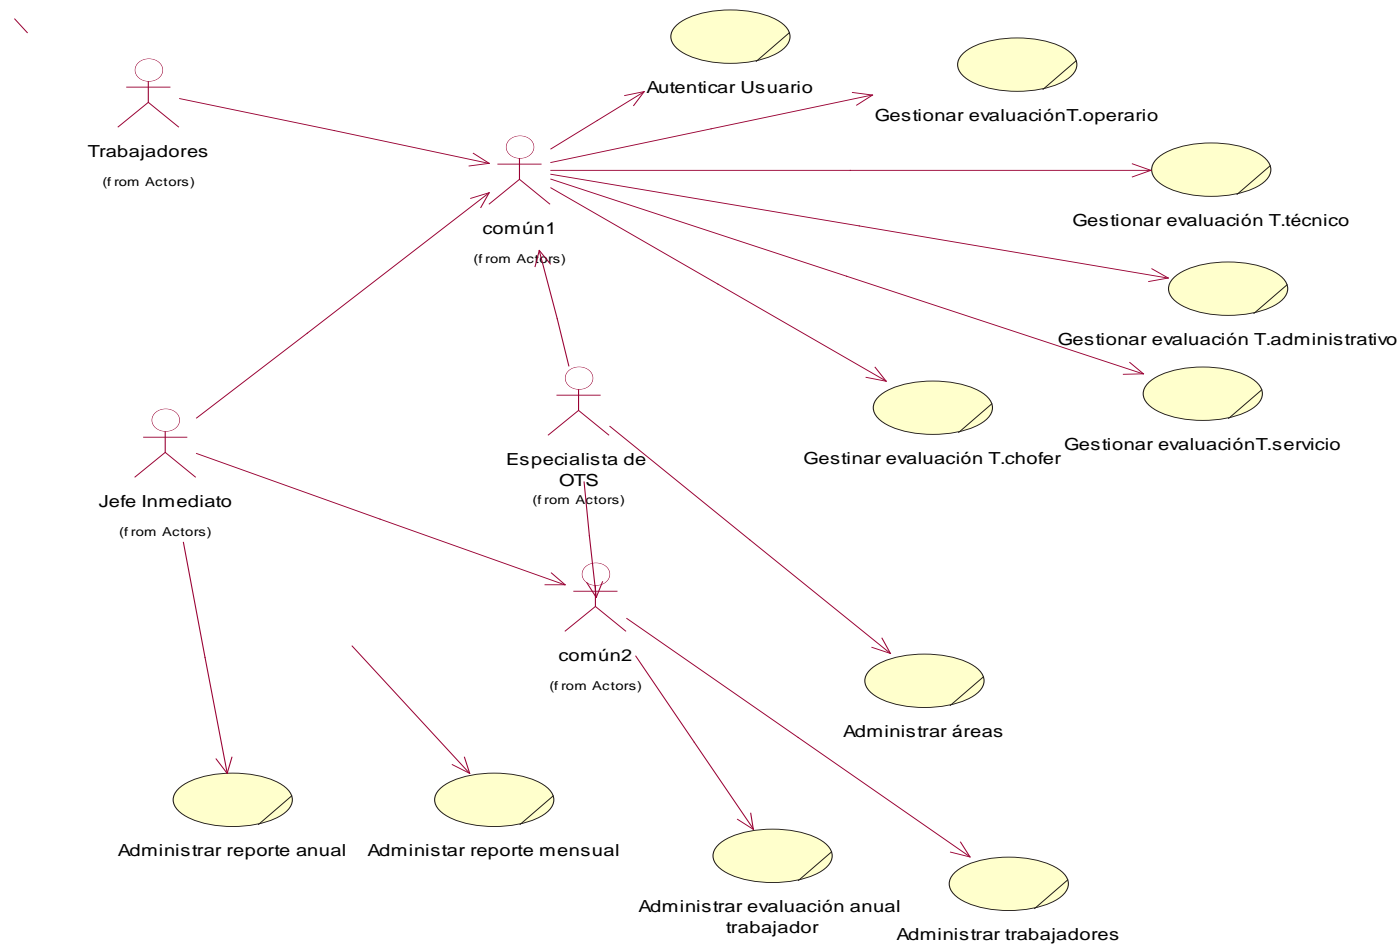 Autenticar Usuario
Gestionar evaluaciónT.operario
Trabajadores
(from Actors)
común1
(from Actors)
Gestionar evaluación T.técnico
Gestionar evaluación T.administrativo
Gestionar evaluaciónT.servicio
Gestinar evaluación T.chofer
Especialista de
OTS
(from Actors)
Jefe Inmediato
(from Actors)
común2
(from Actors)
Administrar áreas
Administrar reporte anual
Administar reporte mensual
Administrar evaluación anual
trabajador
Administrar trabajadores